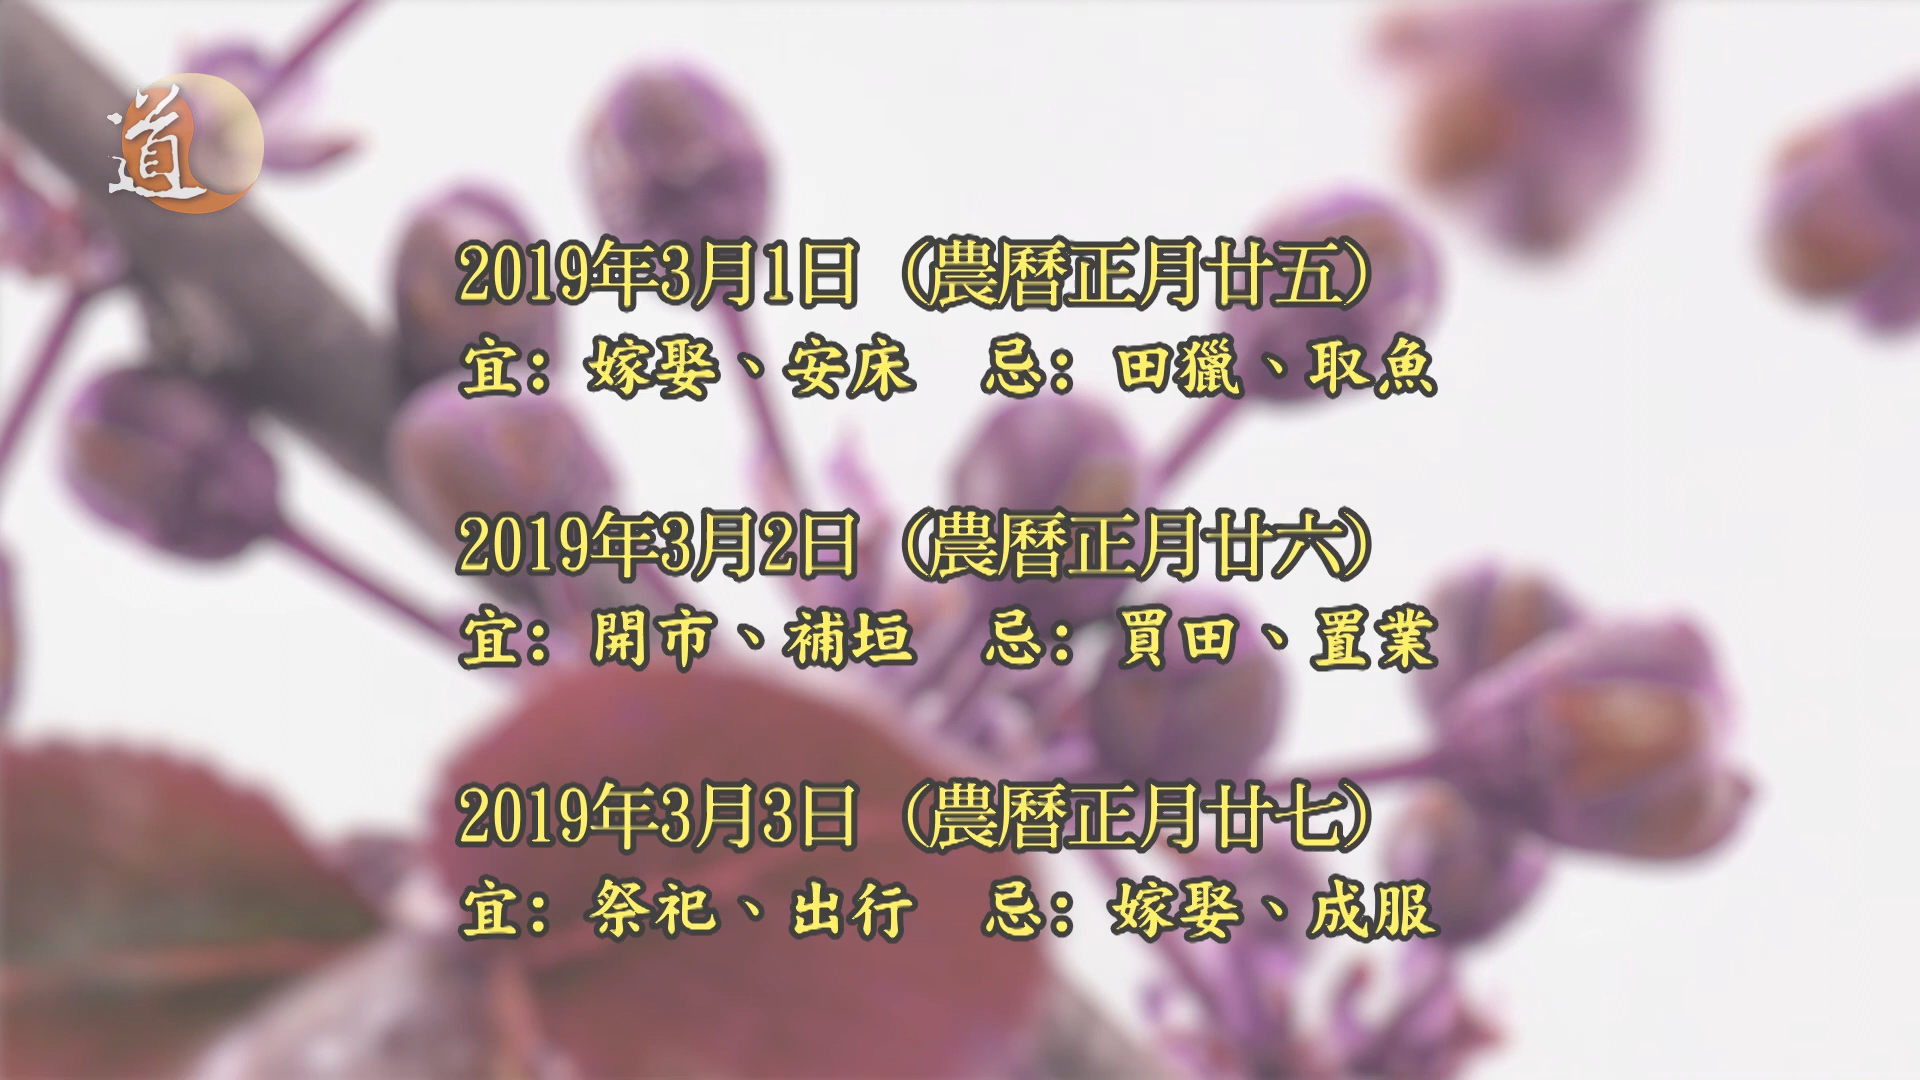 道
2019年3月1日（農曆正月廿五）
宜：嫁娶、安床　忌：田獵、取魚
2019年3月2日（農曆正月廿六）
宜：開市、補垣　忌：買田、置業
2019年3月3日（農曆正月廿七）
宜：祭祀、出行　忌：嫁娶、成服